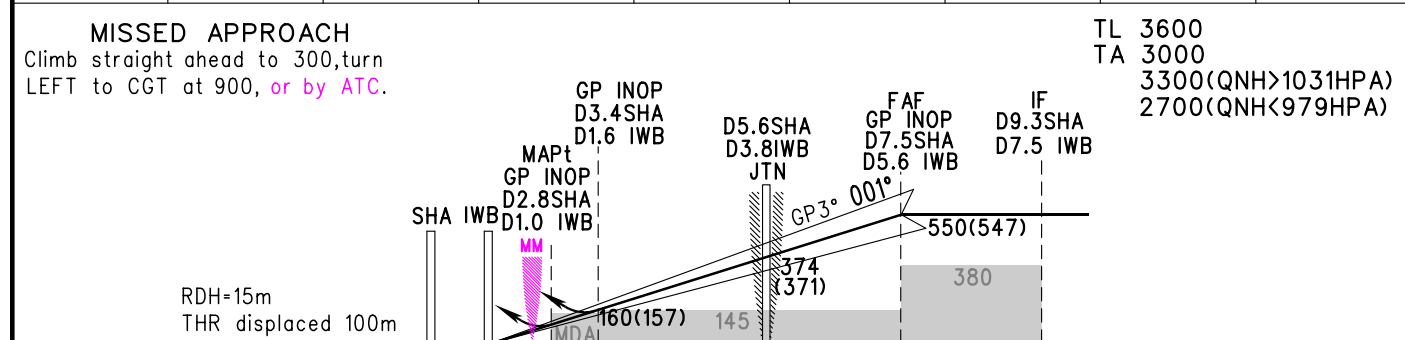 MISSED APPROACH
Climb straight ahead to 300,turn
LEFT to CGT at 900, or by ATC.
TL 3600
TA 3000
3300(QNH>1031HPA)
2700(QNH<979HPA)
GP INOP
D3.4SHA
D1.6 IWB
MAPt
GP INOP
D2.8SHA
D1.0 IWB
MM
SHA IWB
D5.6SHA
D3.8IWB
JTN
FAF
GP INOP
D7.5SHA
D5.6 IWB
IF
D9.3SHA
D7.5 IWB
GP3° 001°
550(547)
374
(371)
380
160(157)
145
MDA
RDH=15m
THR displaced 100m